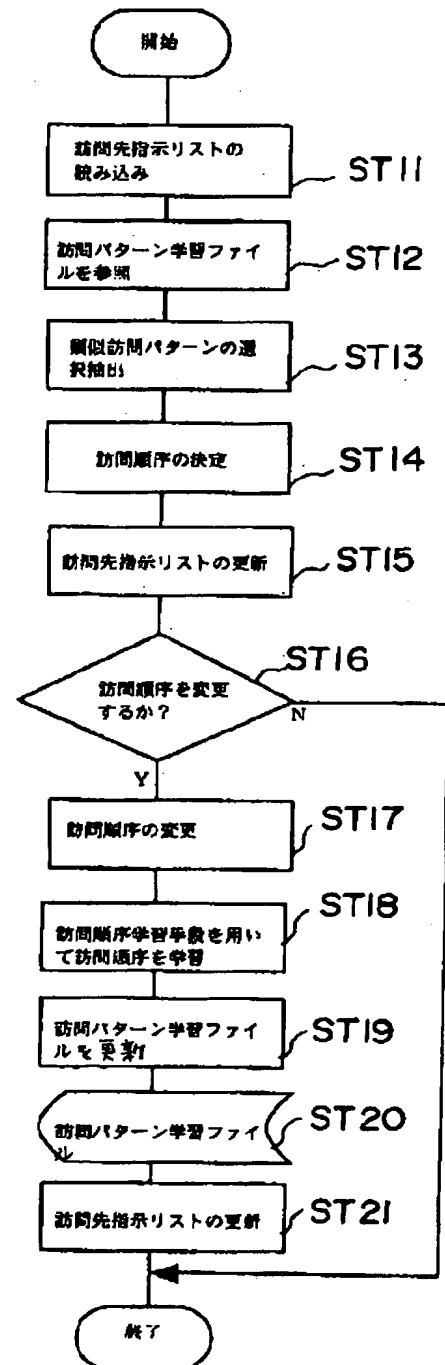 開始
訪問先指示リストの
読み込み
ST11
訪問パターン学習ファイ
ルを参照
ST12
類似訪問パターンの選
択抽出
ST13
訪問順序の決定
ST14
訪問先指示リストの更新
ST15
ST16
訪問順序を変更
するか？
N
Y
訪問順序の変更
ST17
訪問順序学習手段を用い
て訪問順序を学習
ST18
訪問パターン学習ファイ
ルを更新
ST19
訪問パターン学習ファイ
ル
ST20
訪問先指示リストの更新
ST21
終了